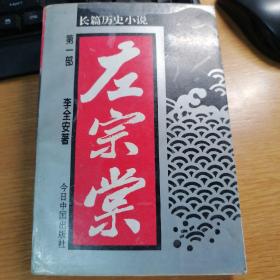 长篇历史小说
第一部
左宗棠
李全安著
今日中国出版社